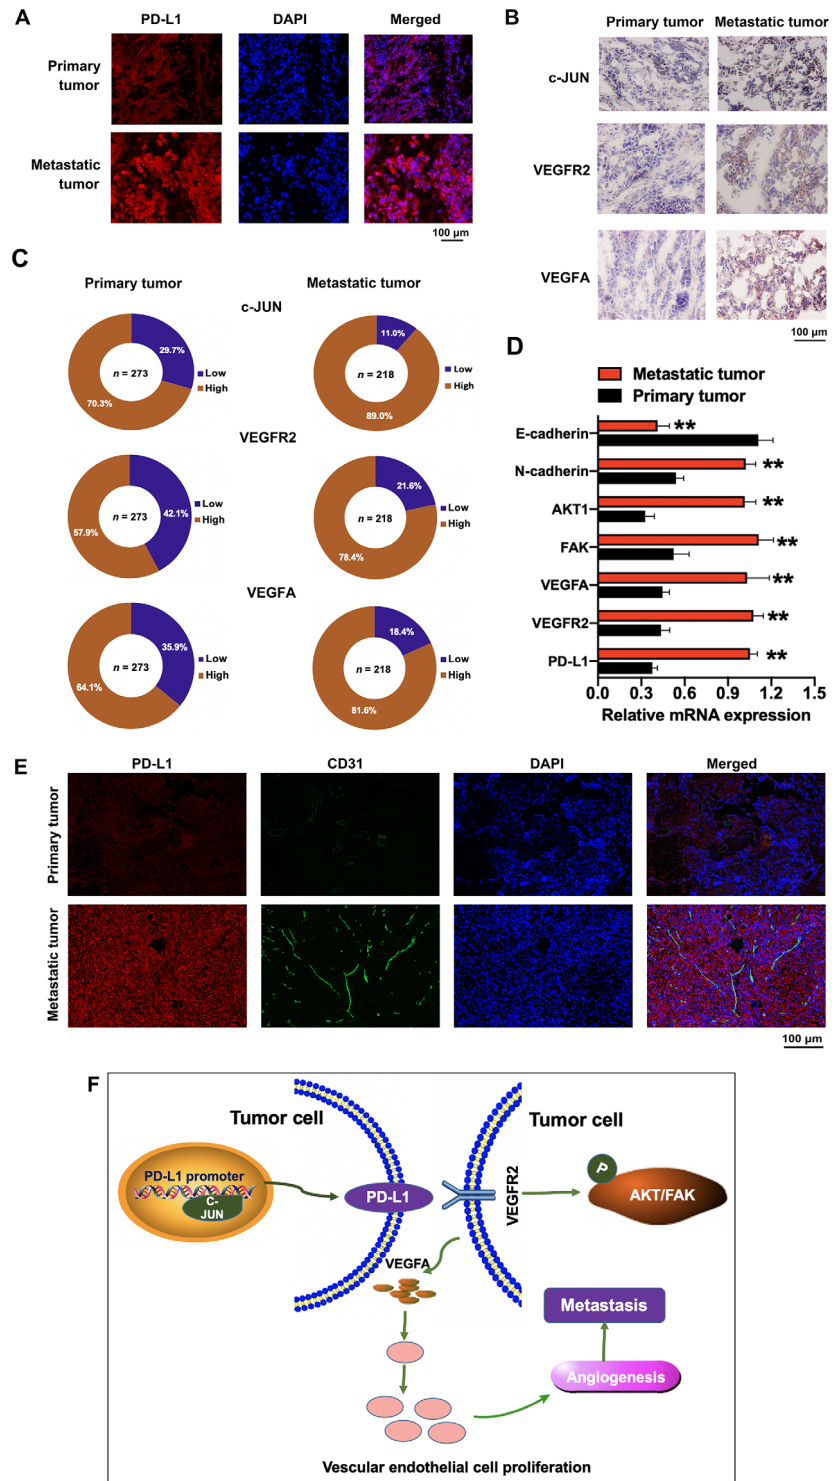 A
PD-L1
DAPI
Merged
Primary
tumor
Metastatic
tumor
100 μm
B
Primary tumor
Metastatic tumor
c-JUN
VEGFR2
VEGFA
100 μm
C
Primary tumor
Metastatic tumor
c-JUN
29.7%
n = 273
70.3%
Low
High
11.0%
n = 218
89.0%
Low
High
VEGFR2
42.1%
n = 273
57.9%
Low
High
21.6%
n = 218
78.4%
Low
High
VEGFA
35.9%
n = 273
64.1%
Low
High
18.4%
n = 218
81.6%
Low
High
D
Metastatic tumor
Primary tumor
E-cadherin
**
N-cadherin
**
AKT1
**
FAK
**
VEGFA
**
VEGFR2
**
PD-L1
**
0.0 0.3 0.6 0.9 1.2 1.5
Relative mRNA expression
E
PD-L1
CD31
DAPI
Merged
Primary tumor
Metastatic tumor
100 μm
F
Tumor cell
Tumor cell
PD-L1 promoter
C-
JUN
PD-L1
VEGFR2
P
AKT/FAK
VEGFA
Metastasis
Angiogenesis
Vescular endothelial cell proliferation